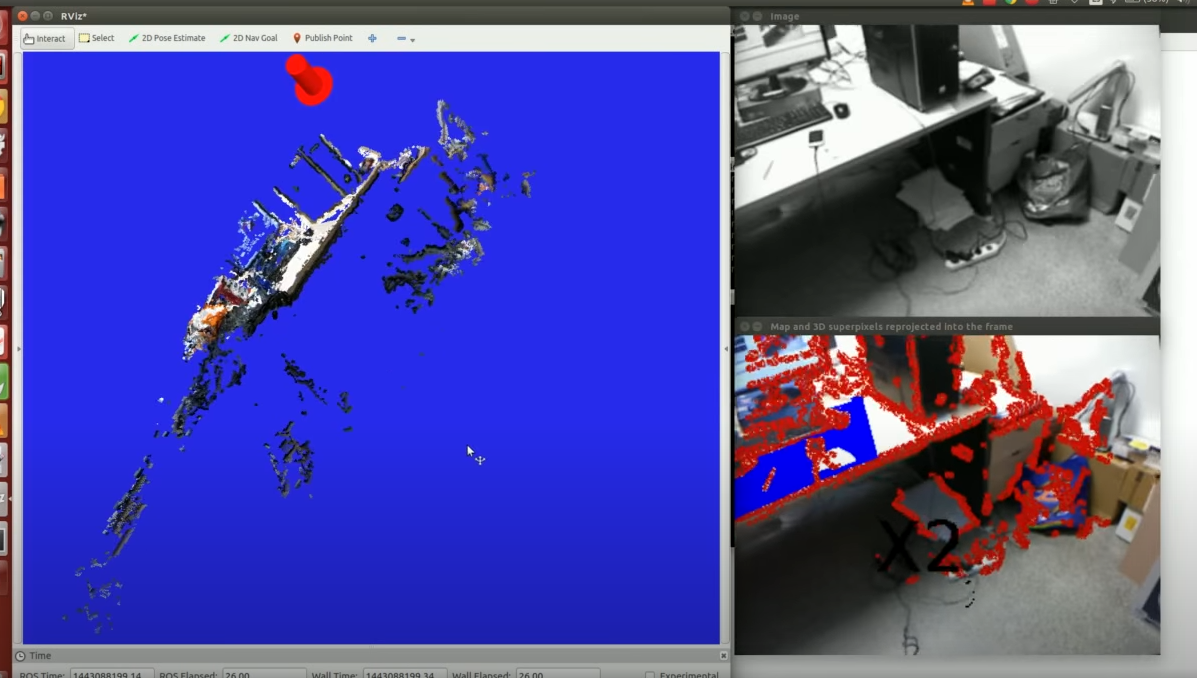 RViz*
Interact
Select
2D Pose Estimate
2D Nav Goal
Publish Point
Image
Map and 3D superpixels reprojected into the frame
X2
Time
ROS Time: 1443088199.14 ROS Elapsed: 26.00 Wall Time: 1443088199.34 Wall Elapsed: 26.00 Experimental